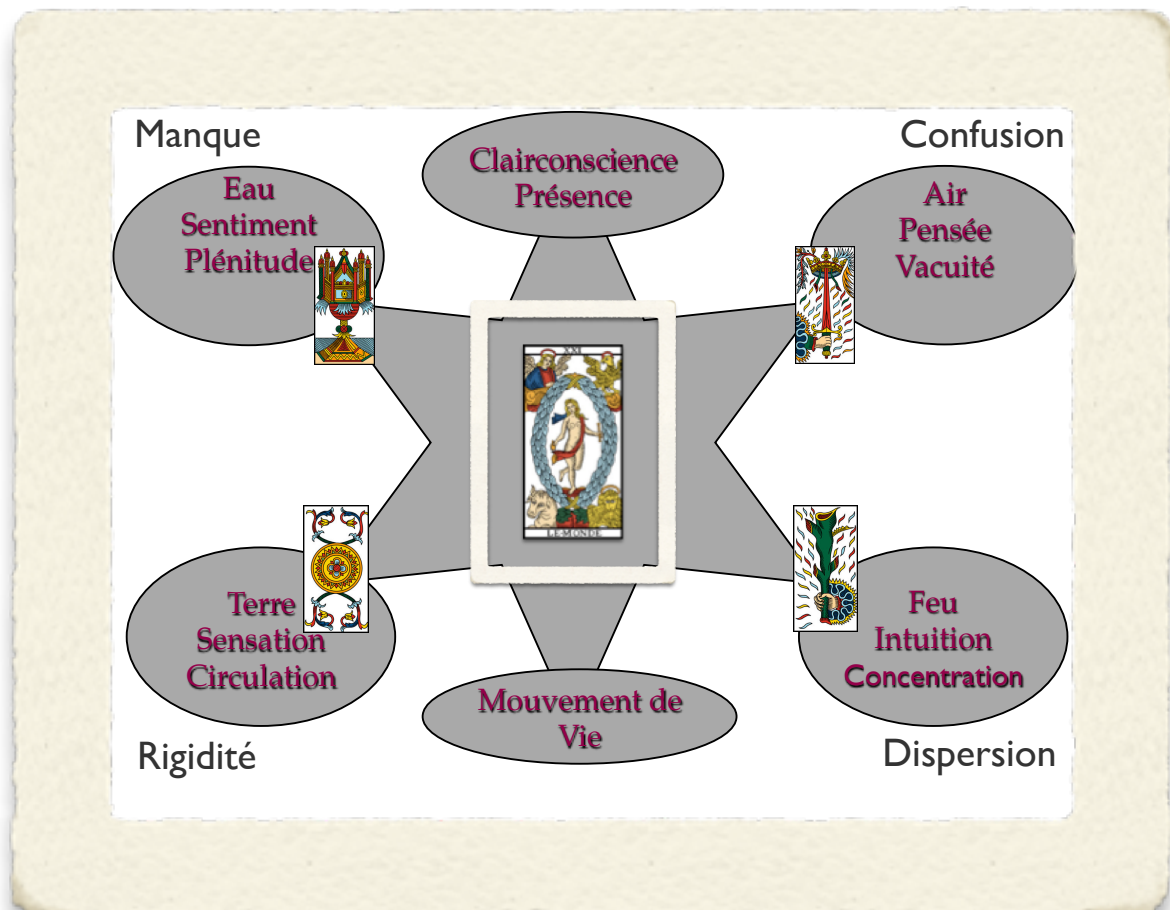 Manque
Confusion
Clairconscience
Présence
Eau
Sentiment
Plénitude
Air
Pensée
Vacuité
XXI
LE·MONDE
Terre
Sensation
Circulation
Feu
Intuition
Concentration
Mouvement de
Vie
Rigidité
Dispersion